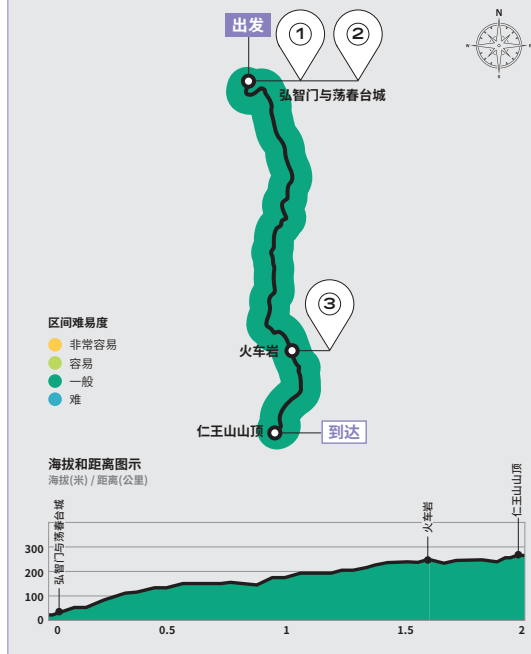 N
W
E
S
出发
1
2
弘智门与荡春台城
3
火车岩
仁王山山顶
到达
区间难易度
非常容易
容易
一般
难
海拔和距离图示
海拔(米) / 距离(公里)
弘智门与荡春台城
火车岩
仁王山山顶
300
200
100
0
0
0.5
1
1.5
2